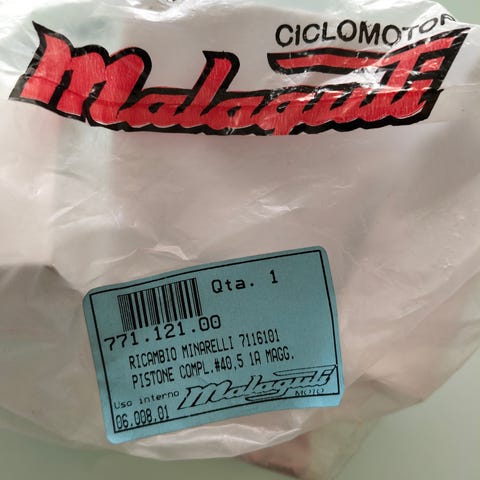 CICLOMOTOR
Malaguti
Qta. 1
771.121.00
RICAMBIO MINARELLI 7116101
PISTONE COMPL.#40,5 1A MAGG.
Uso interno Malaguti
MOTO
06.008.01